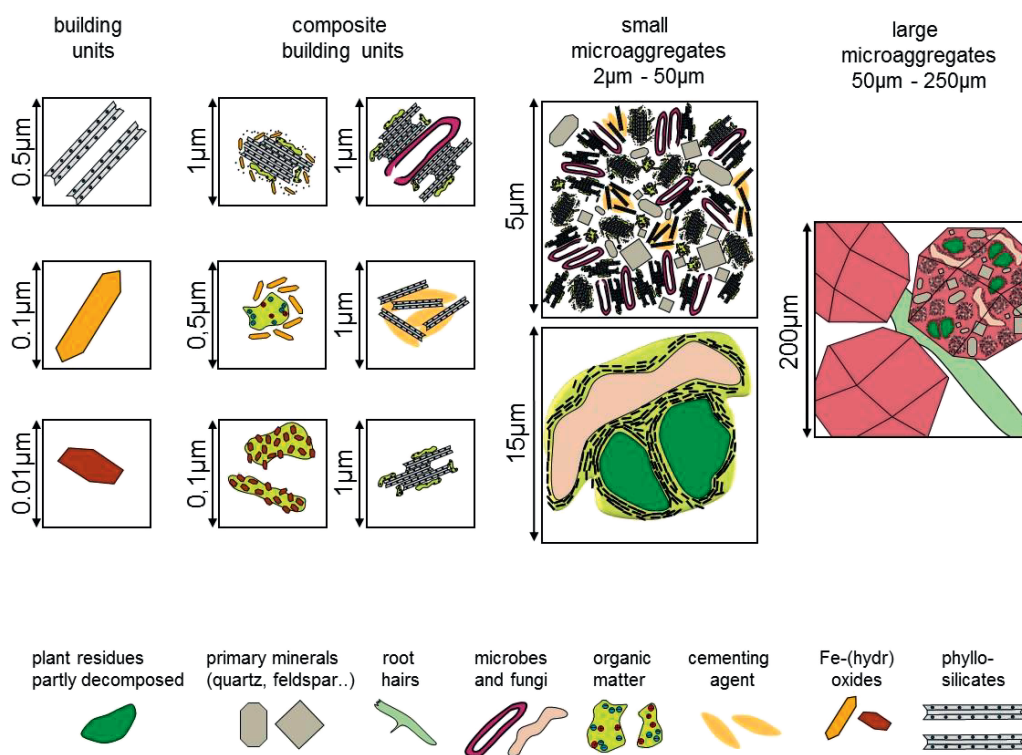 building
units
composite
building units
small
microaggregates
2µm - 50µm
large
microaggregates
50µm - 250µm
0.5µm
1µm
1µm
5µm
0.1µm
0,5µm
1µm
200µm
0.01µm
0,1µm
1µm
15µm
plant residues
partly decomposed
primary minerals
(quartz, feldspar..)
root
hairs
microbes
and fungi
organic
matter
cementing
agent
Fe-(hydr)
oxides
phyllo-
silicates